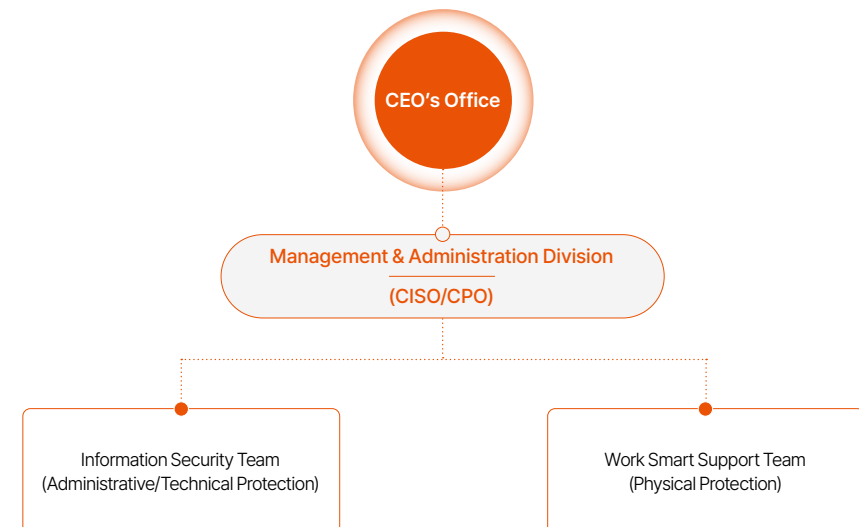 CEO's Office
Management & Administration Division
(CISO/CPO)
Information Security Team
(Administrative/Technical Protection)
Work Smart Support Team
(Physical Protection)